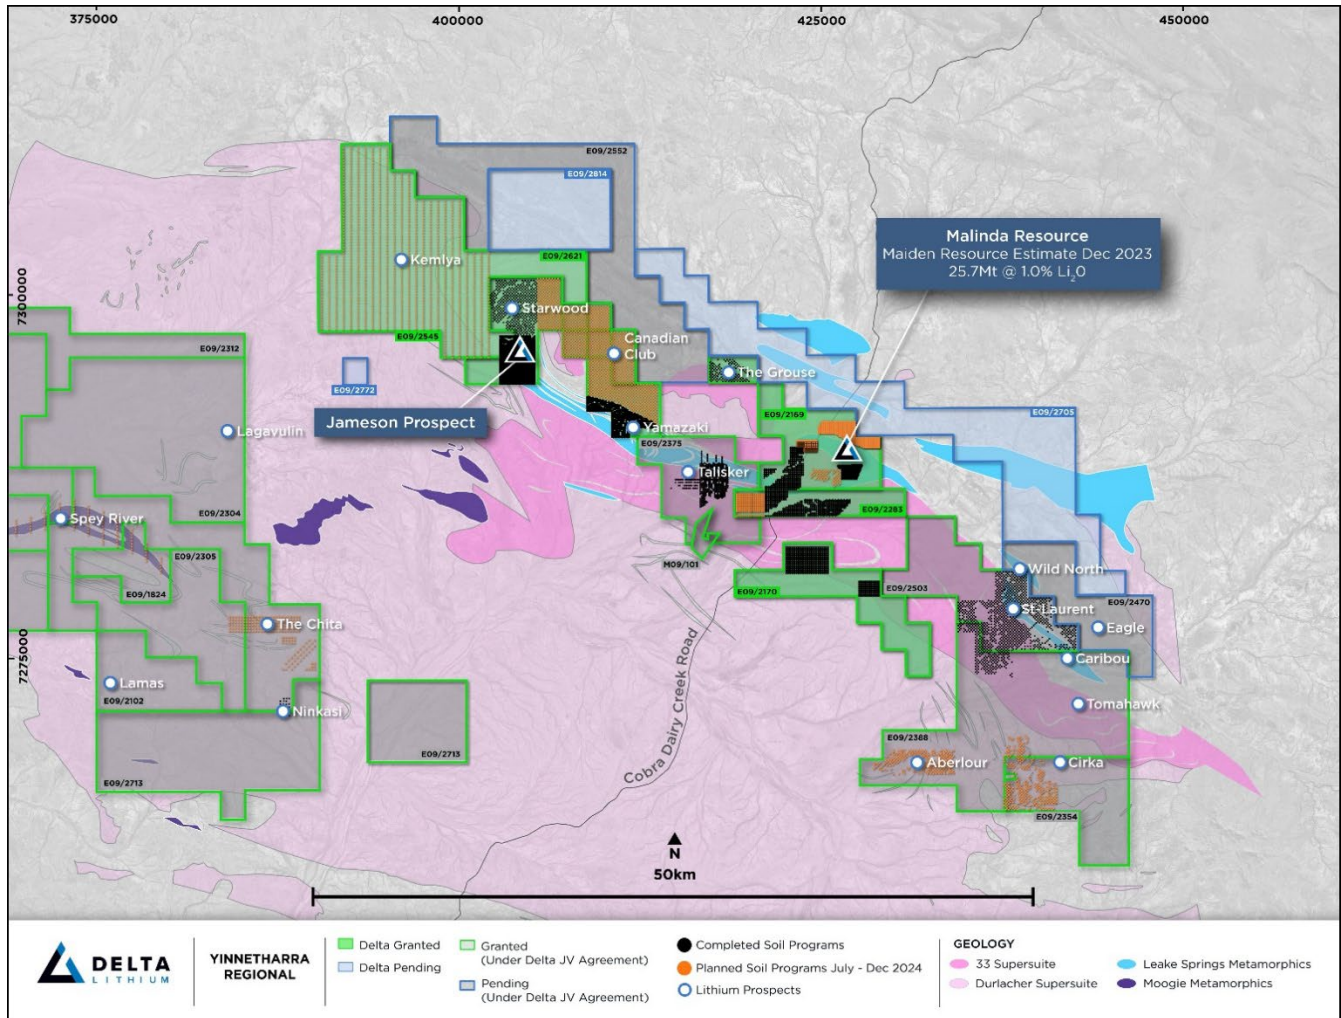 375000
400000
425000
450000
7300000
7275000
E09/2552
E09/2814
Malinda Resource
Maiden Resource Estimate Dec 2023
25.7Mt @ 1.0% Li₂O
Kemlya
E09/2621
Starwood
E09/2545
Canadian
Club
E09/2312
The Grouse
E09/2772
Jameson Prospect
E09/2169
E09/2705
Lagavulin
Yamazaki
E09/2375
Talisker
E09/2304
E09/2283
Spey River
E09/2305
M09/101
Wild North
E09/1824
E09/2170
E09/2503
E09/2470
St-Laurent
The Chita
Eagle
Caribou
Lamas
E09/2102
Ninkasi
Tomahawk
Cobra Dairy Creek Road
E09/2388
E09/2713
E09/2713
Aberlour
Cirka
E09/2354
N
50km
DELTA
LITHIUM
YINNETHARRA
REGIONAL
Delta Granted
Delta Pending
Granted
(Under Delta JV Agreement)
Pending
(Under Delta JV Agreement)
Completed Soil Programs
Planned Soil Programs July - Dec 2024
Lithium Prospects
GEOLOGY
33 Supersuite
Durlacher Supersuite
Leake Springs Metamorphics
Moogie Metamorphics